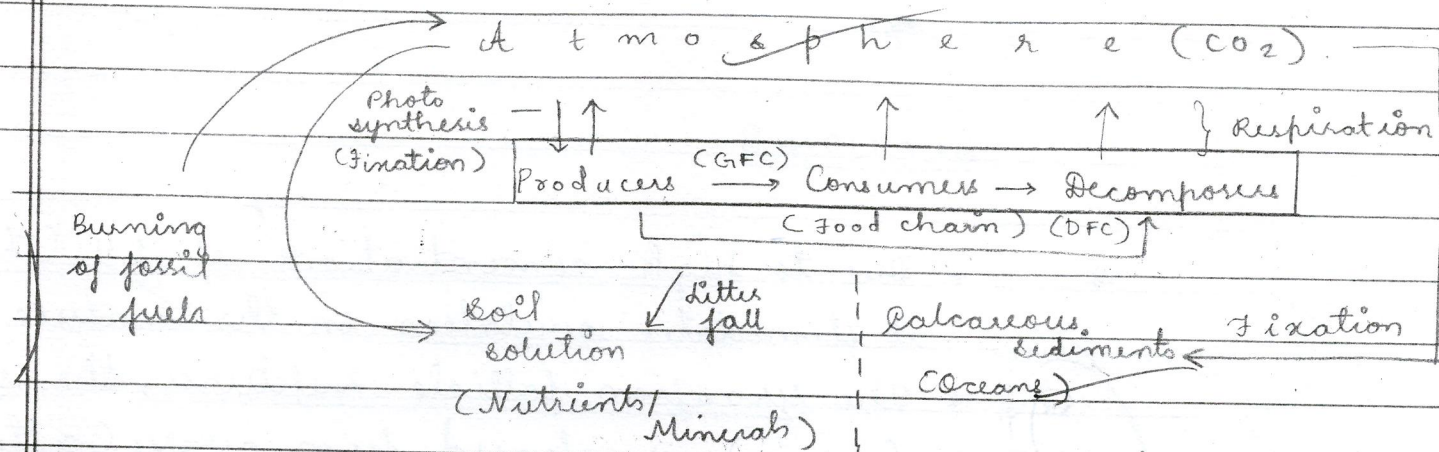 Atmosphere (CO2)
Photo
synthesis
(Fixation)
Respiration
(GFC)
Producers → Consumers → Decomposers
(Food chain) (DFC)
Burning
of fossil
fuels
Soil
solution
Litter
fall
Calcareous
Sediments
Fixation
(Oceans)
(Nutrients/
Minerals)